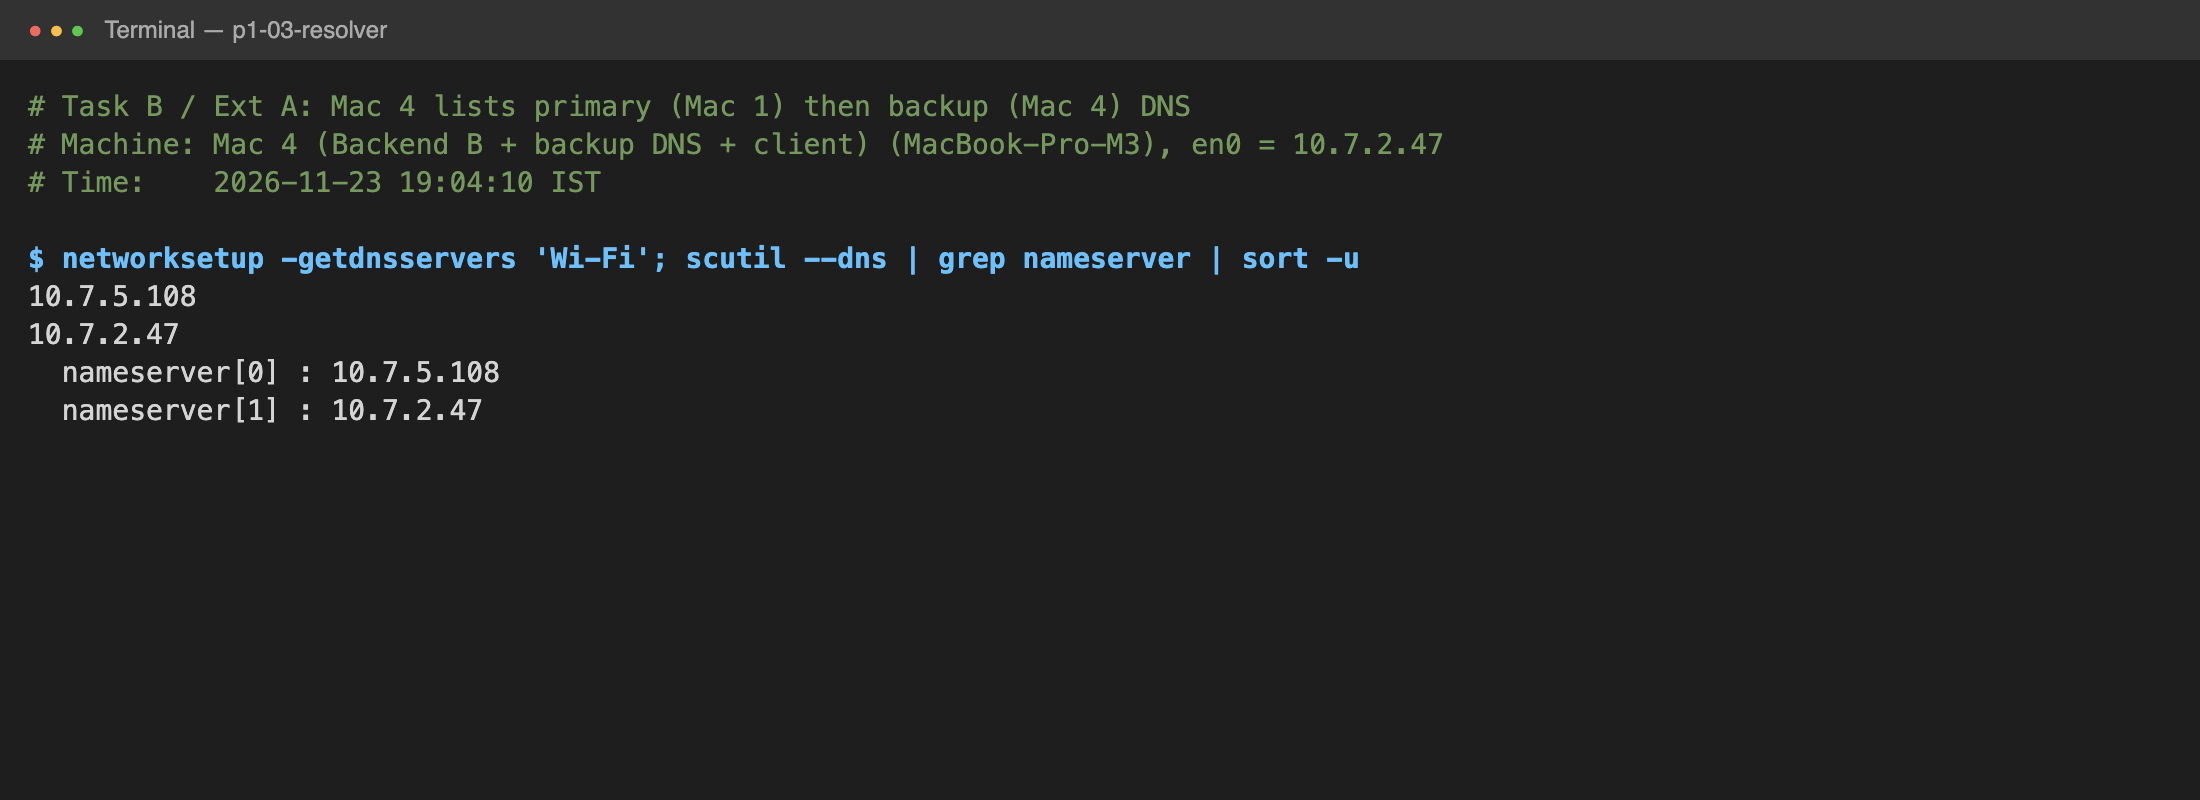 Terminal — p1-03-resolver
# Task B / Ext A: Mac 4 lists primary (Mac 1) then backup (Mac 4) DNS
# Machine: Mac 4 (Backend B + backup DNS + client) (MacBook-Pro-M3), en0 = 10.7.2.47
# Time:    2026-11-23 19:04:10 IST
$ networksetup -getdnsservers 'Wi-Fi'; scutil --dns | grep nameserver | sort -u
10.7.5.108
10.7.2.47
  nameserver[0] : 10.7.5.108
  nameserver[1] : 10.7.2.47